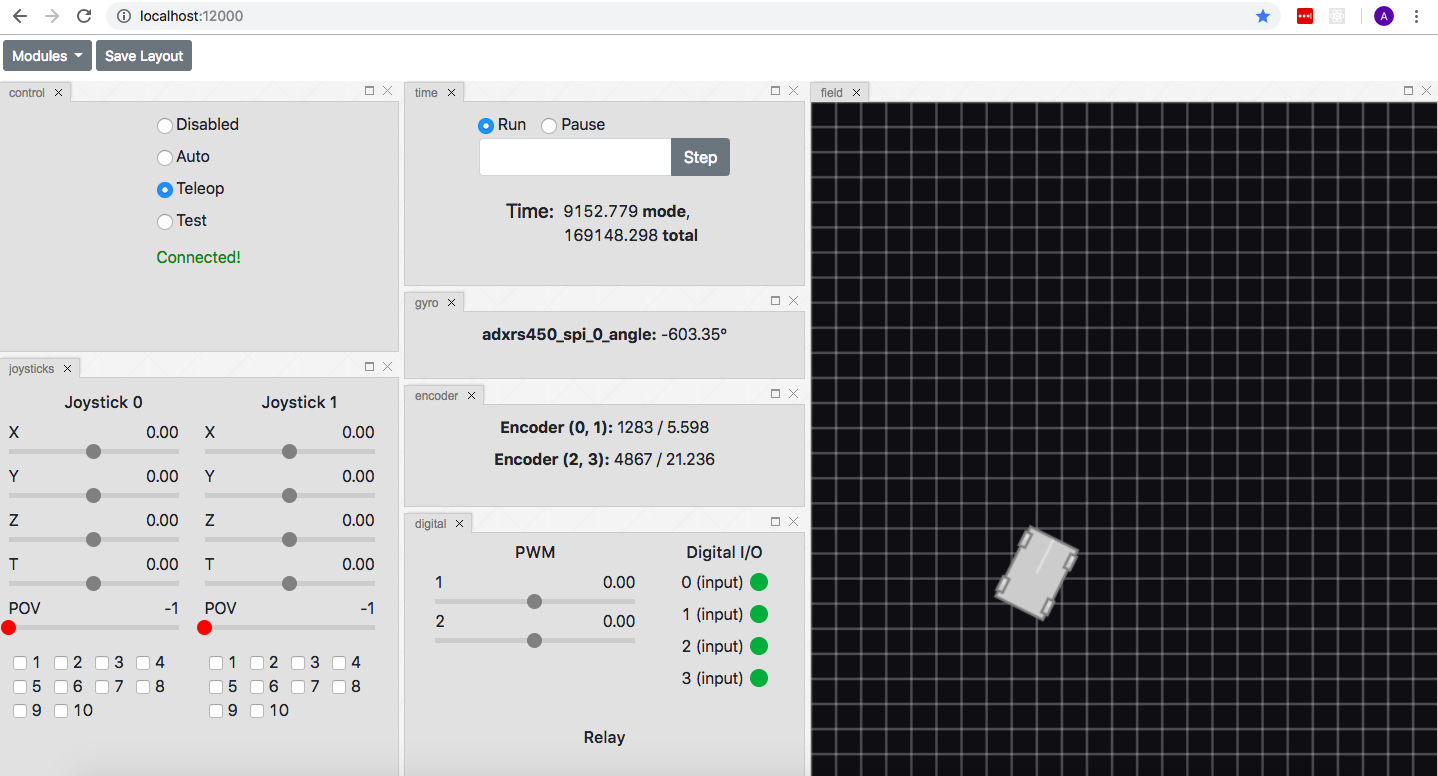 localhost:12000
A
Modules
Save Layout
control
Disabled
Auto
Teleop
Test
Connected!
joysticks
Joystick 0
X 0.00
Y 0.00
Z 0.00
T 0.00
POV -1
1 2 3 4
5 6 7 8
9 10
Joystick 1
X 0.00
Y 0.00
Z 0.00
T 0.00
POV -1
1 2 3 4
5 6 7 8
9 10
time
Run Pause
Step
Time: 9152.779 mode,
169148.298 total
gyro
adxrs450_spi_0_angle: -603.35°
encoder
Encoder (0, 1): 1283 / 5.598
Encoder (2, 3): 4867 / 21.236
digital
PWM
1 0.00
2 0.00
Digital I/O
0 (input)
1 (input)
2 (input)
3 (input)
Relay
field